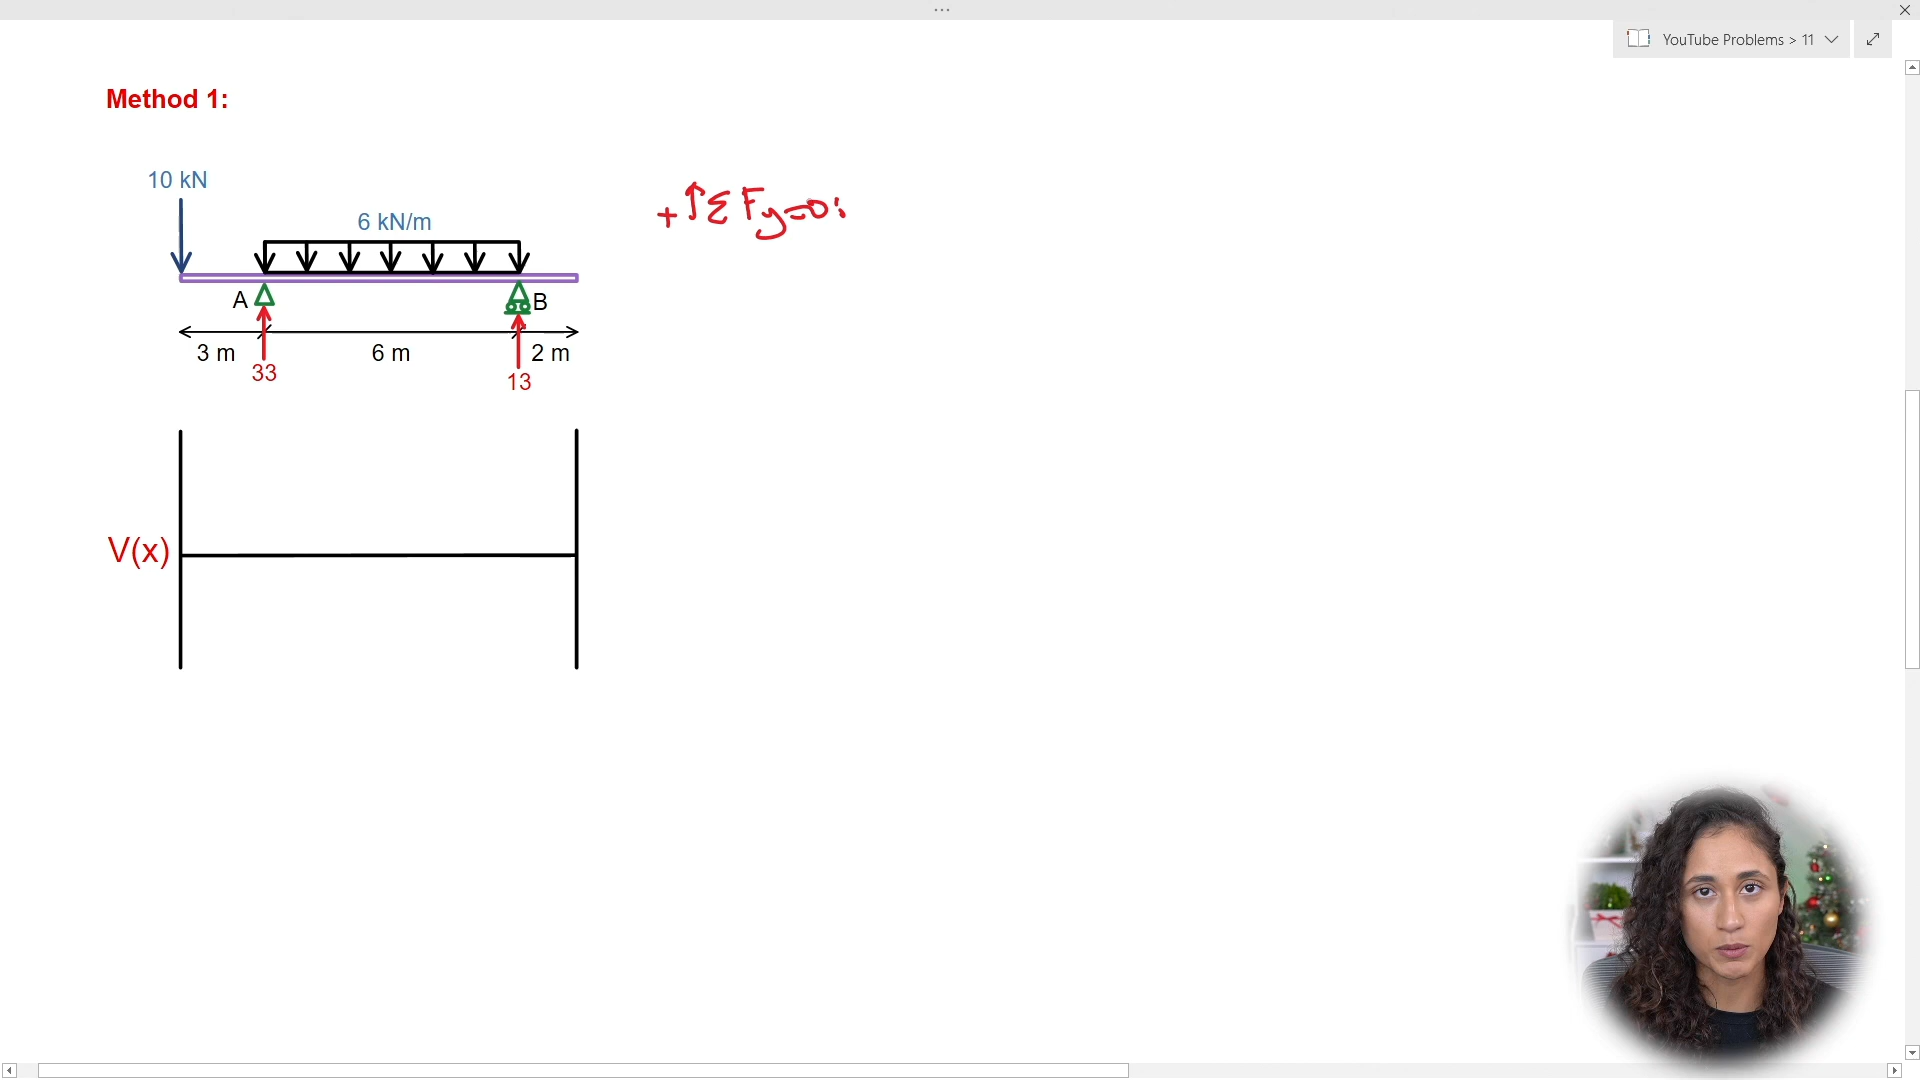 YouTube Problems > 11
Method 1:
10 kN
6 kN/m
+↑ΣFy=0:
A
B
3 m
6 m
2 m
33
13
V(x)